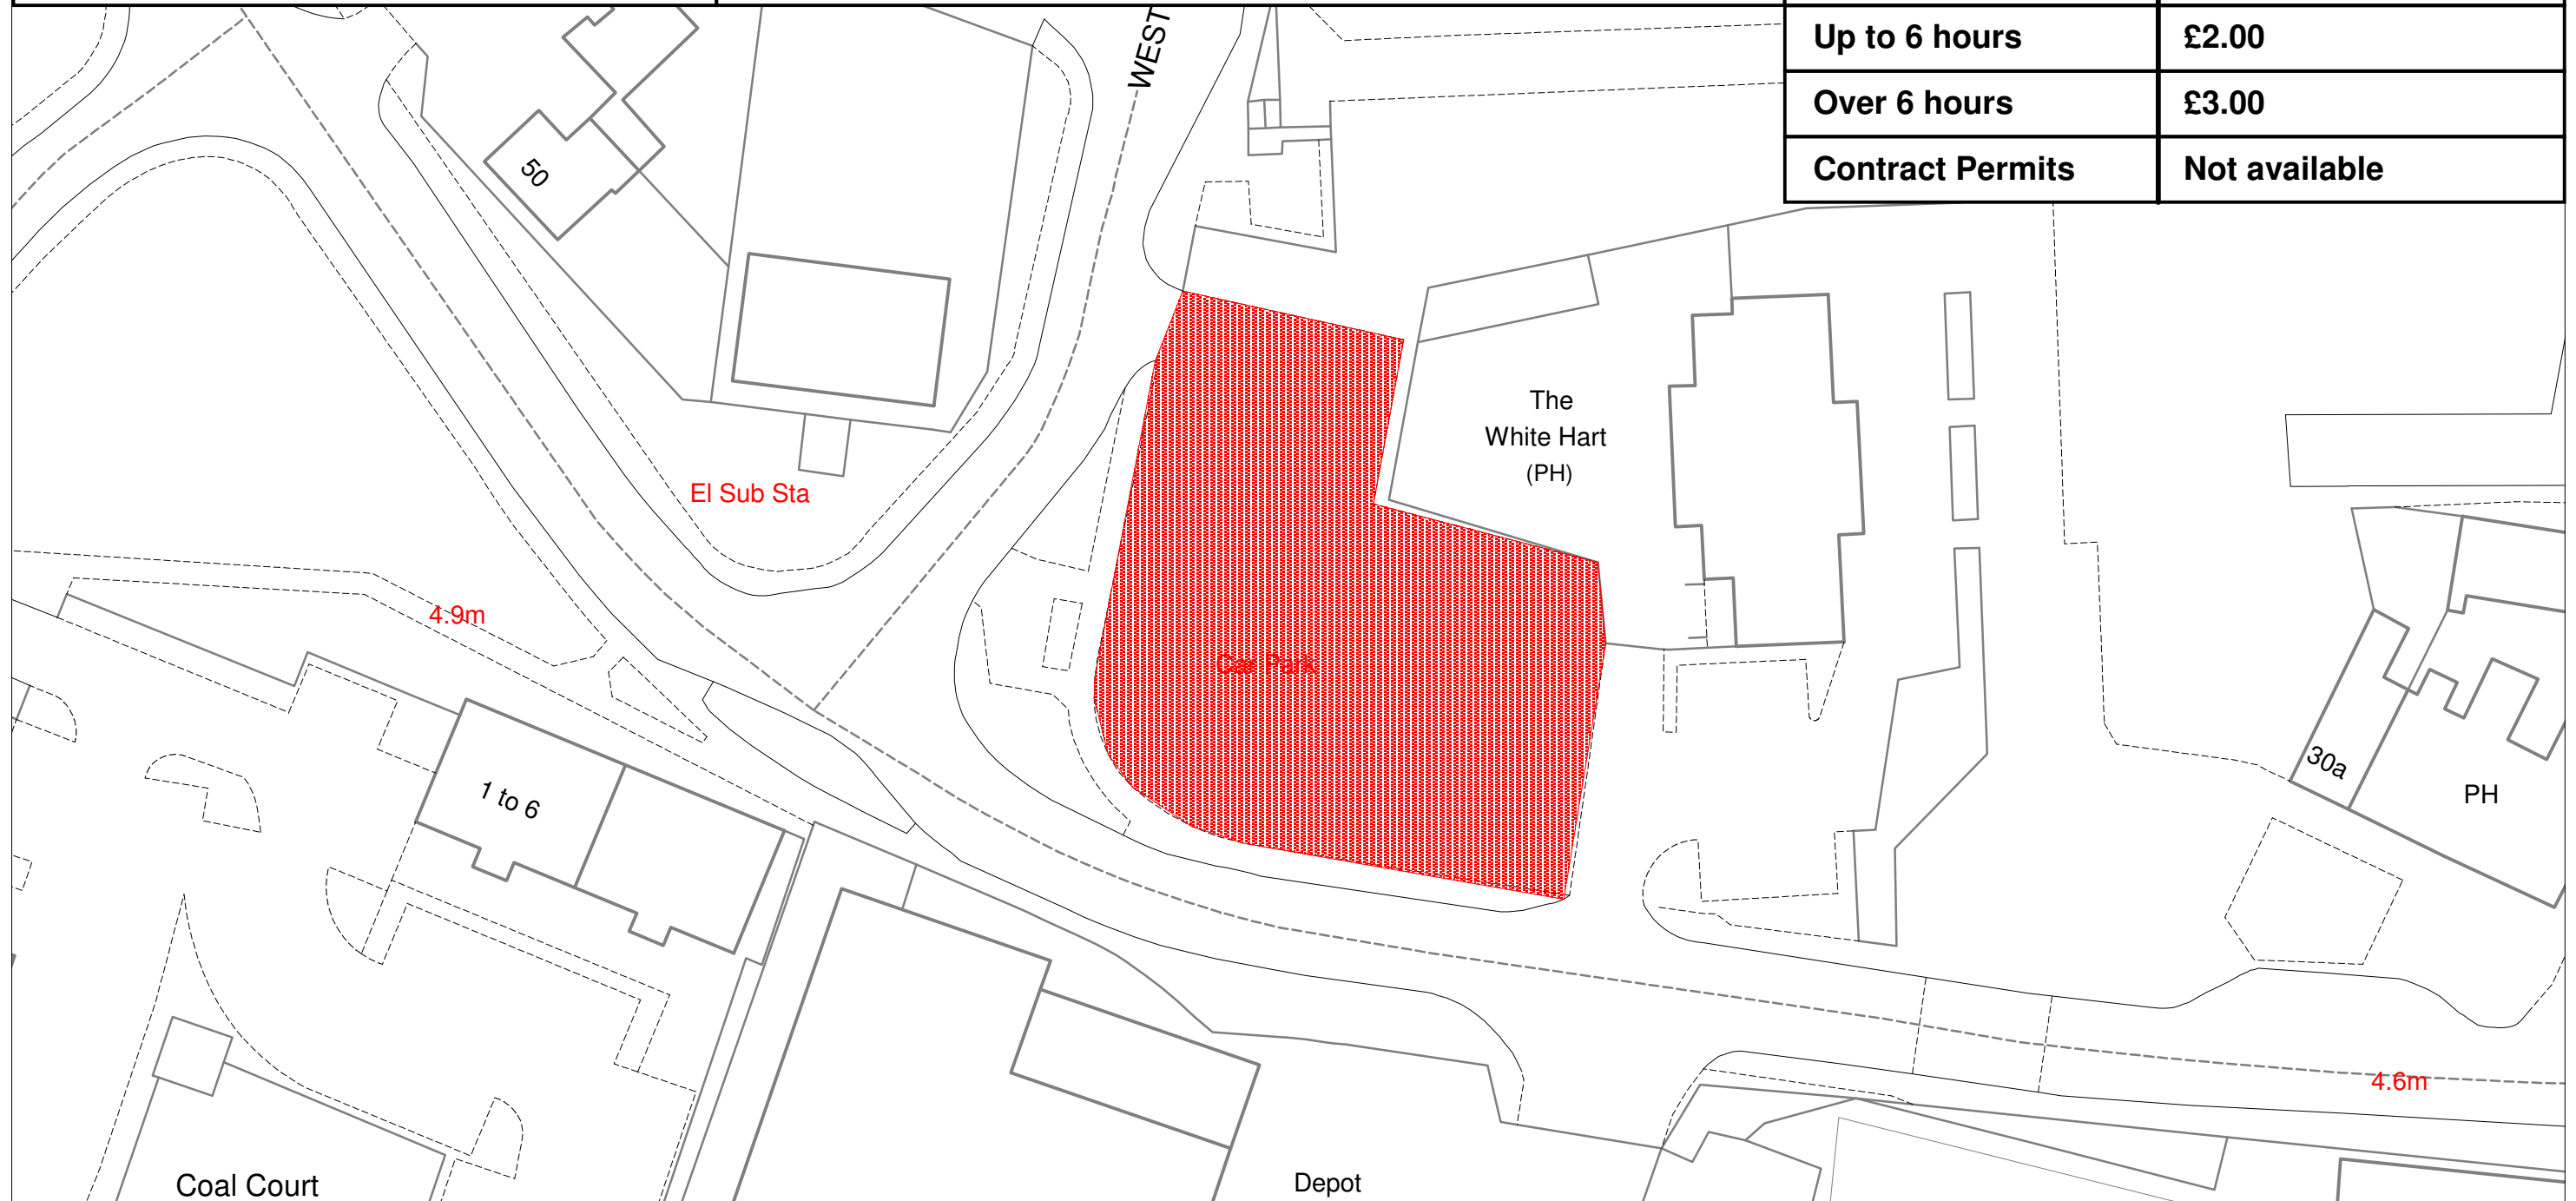 WEST
Up to 6 hours £2.00
Over 6 hours £3.00
Contract Permits Not available
50
The
White Hart
(PH)
El Sub Sta
4.9m
Car Park
1 to 6
30a
PH
4.6m
Coal Court
Depot